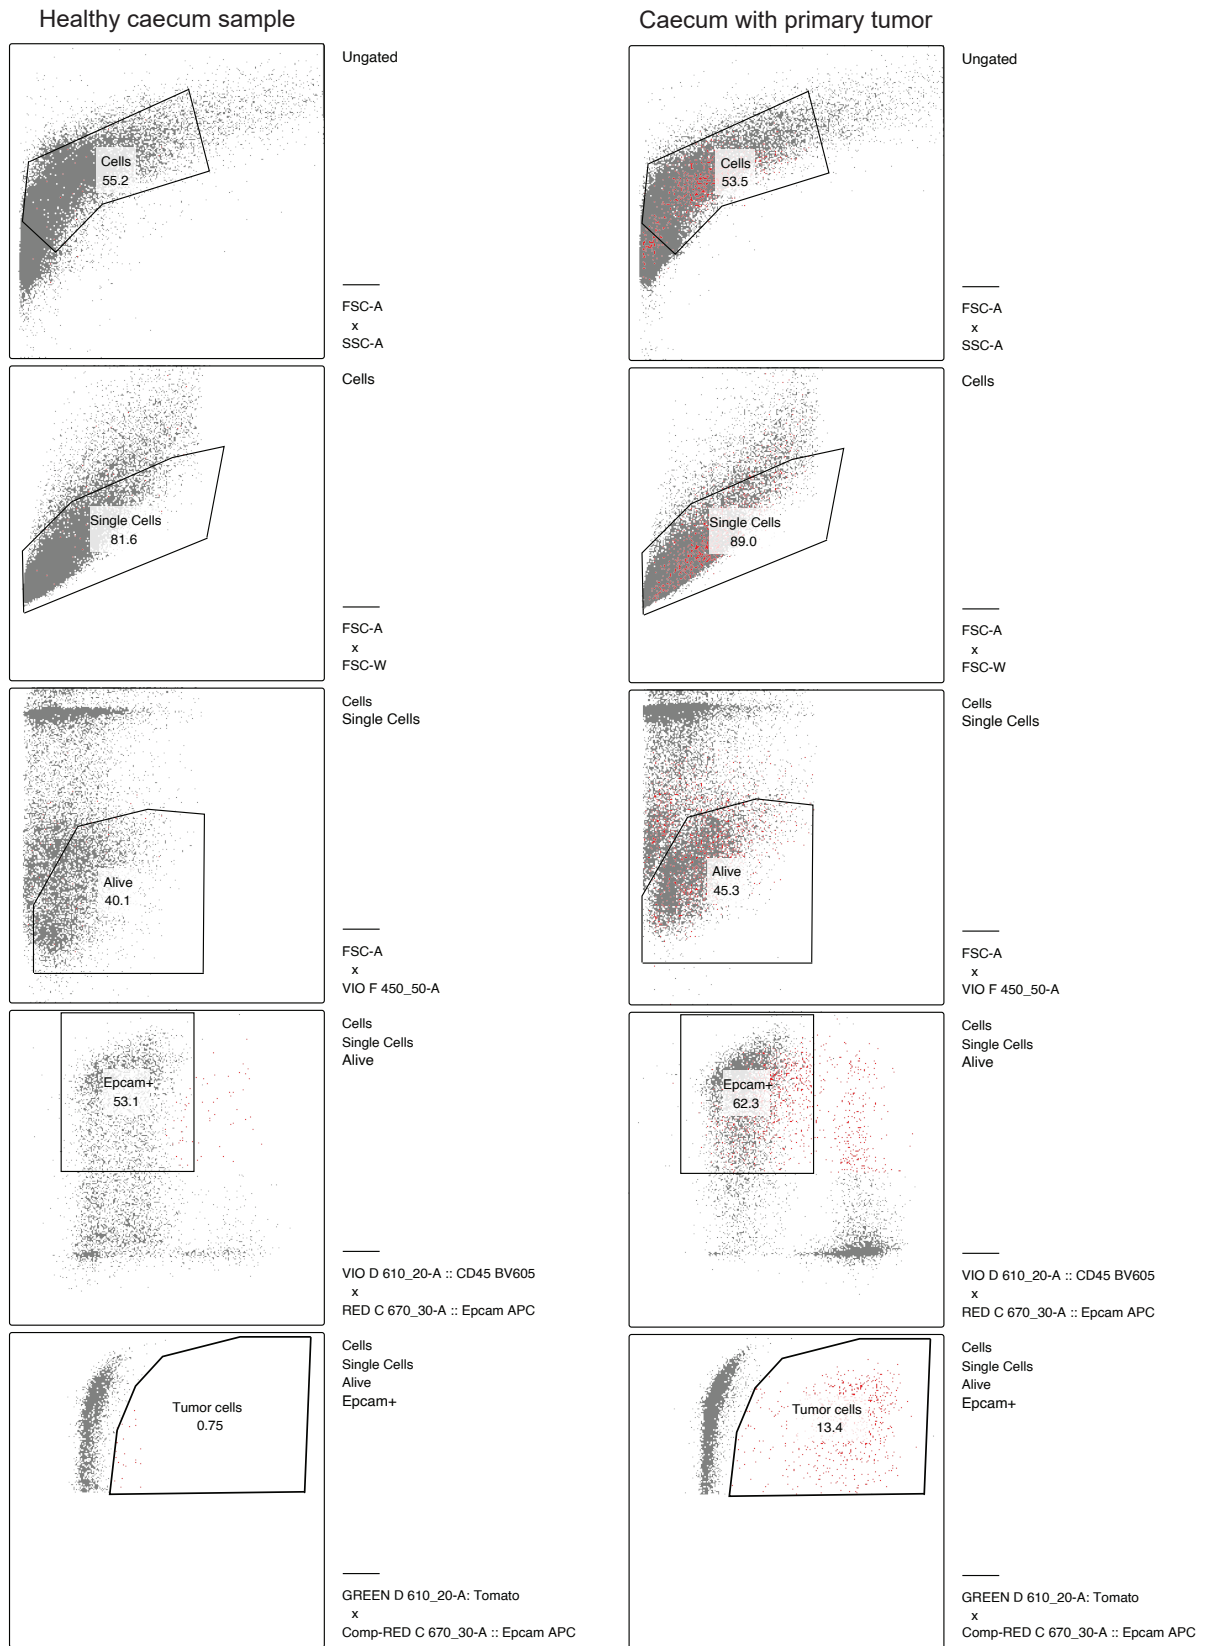 Healthy caecum sample
Ungated
Cells
55.2
FSC-A
x
SSC-A
Cells
Single Cells
81.6
FSC-A
x
FSC-W
Cells
Single Cells
Alive
40.1
FSC-A
x
VIO F 450_50-A
Cells
Single Cells
Alive
Epcam+
53.1
VIO D 610_20-A :: CD45 BV605
x
RED C 670_30-A :: Epcam APC
Cells
Single Cells
Alive
Epcam+
Tumor cells
0.75
GREEN D 610_20-A: Tomato
x
Comp-RED C 670_30-A :: Epcam APC
Caecum with primary tumor
Ungated
Cells
53.5
FSC-A
x
SSC-A
Cells
Single Cells
89.0
FSC-A
x
FSC-W
Cells
Single Cells
Alive
45.3
FSC-A
x
VIO F 450_50-A
Cells
Single Cells
Alive
Epcam+
62.3
VIO D 610_20-A :: CD45 BV605
x
RED C 670_30-A :: Epcam APC
Cells
Single Cells
Alive
Epcam+
Tumor cells
13.4
GREEN D 610_20-A: Tomato
x
Comp-RED C 670_30-A :: Epcam APC